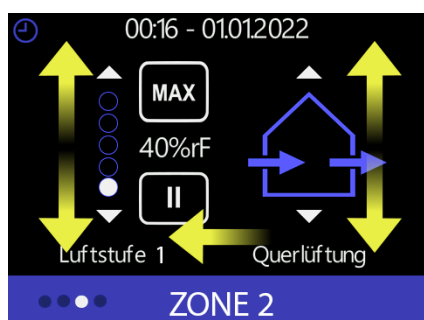 00:16 - 01.01.2022
MAX
40%rF
Luftstufe 1
Querlüftung
ZONE 2